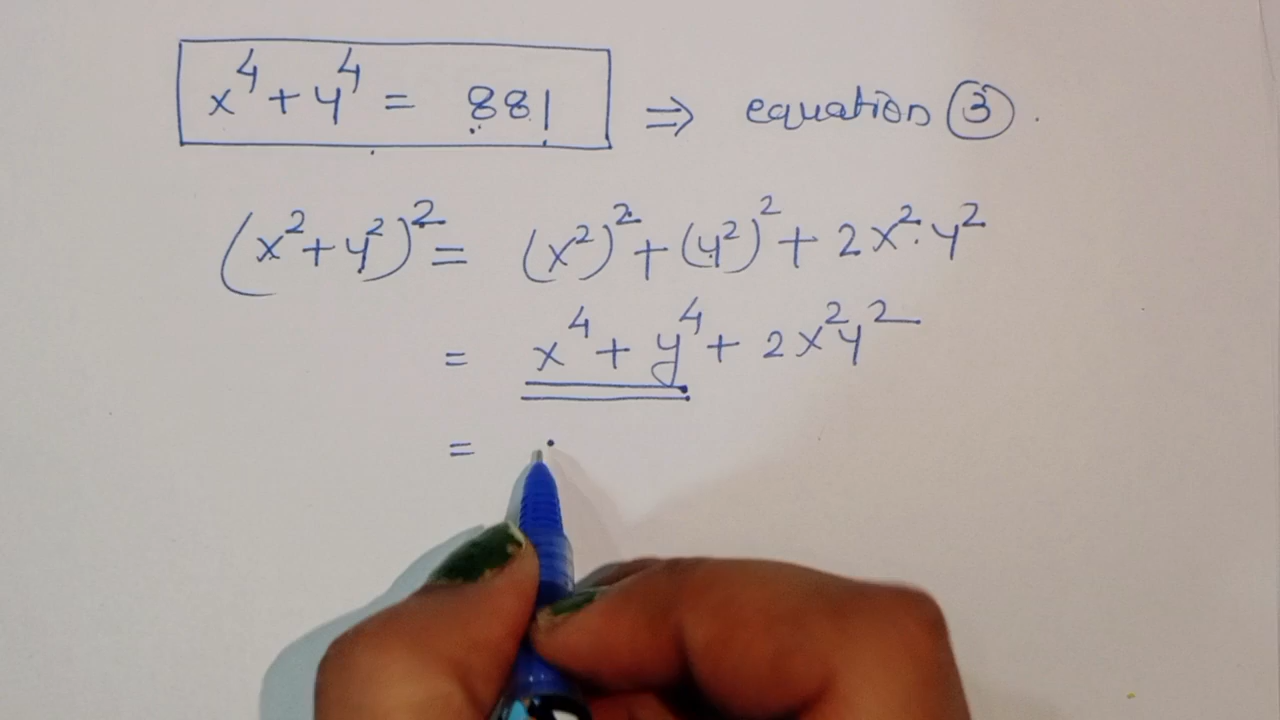 x⁴ + y⁴ = 881 ⇒ equation ③.
(x² + y²)² = (x²)² + (y²)² + 2x²·y²
= x⁴ + y⁴ + 2x²y²
=